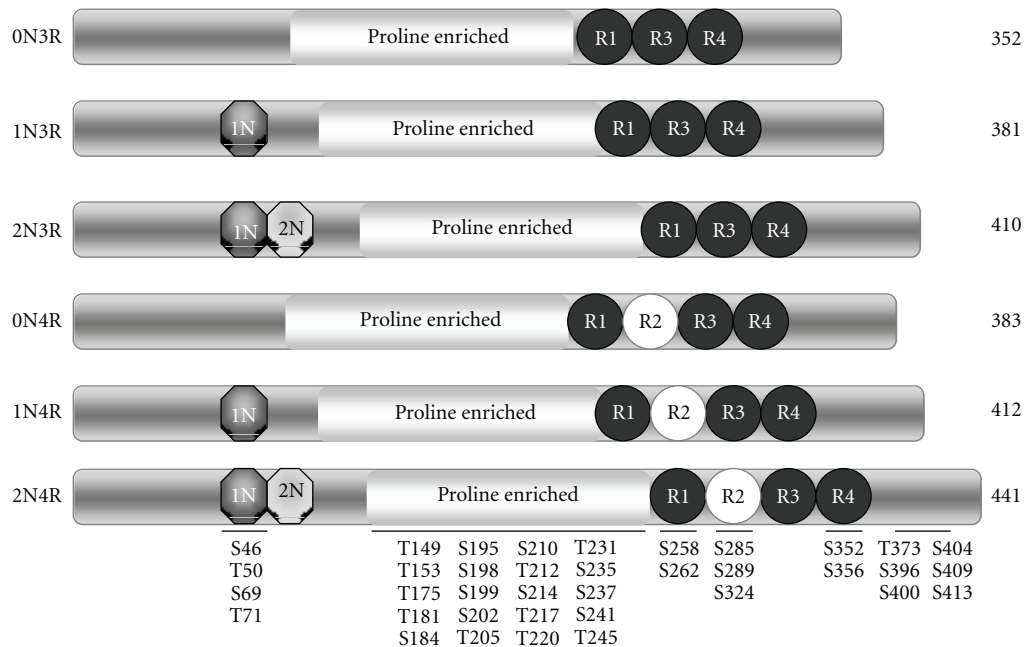 0N3R Proline enriched R1 R3 R4 352
1N3R 1N Proline enriched R1 R3 R4 381
2N3R 1N 2N Proline enriched R1 R3 R4 410
0N4R Proline enriched R1 R2 R3 R4 383
1N4R 1N Proline enriched R1 R2 R3 R4 412
2N4R 1N 2N Proline enriched R1 R2 R3 R4 441
S46 T149 S195 S210 T231 S258 S285 S352 T373 S404
T50 T153 S198 T212 S235 S262 S289 S356 S396 S409
S69 T175 S199 S214 S237 S324 S400 S413
T71 T181 S202 T217 S241
S184 T205 T220 T245